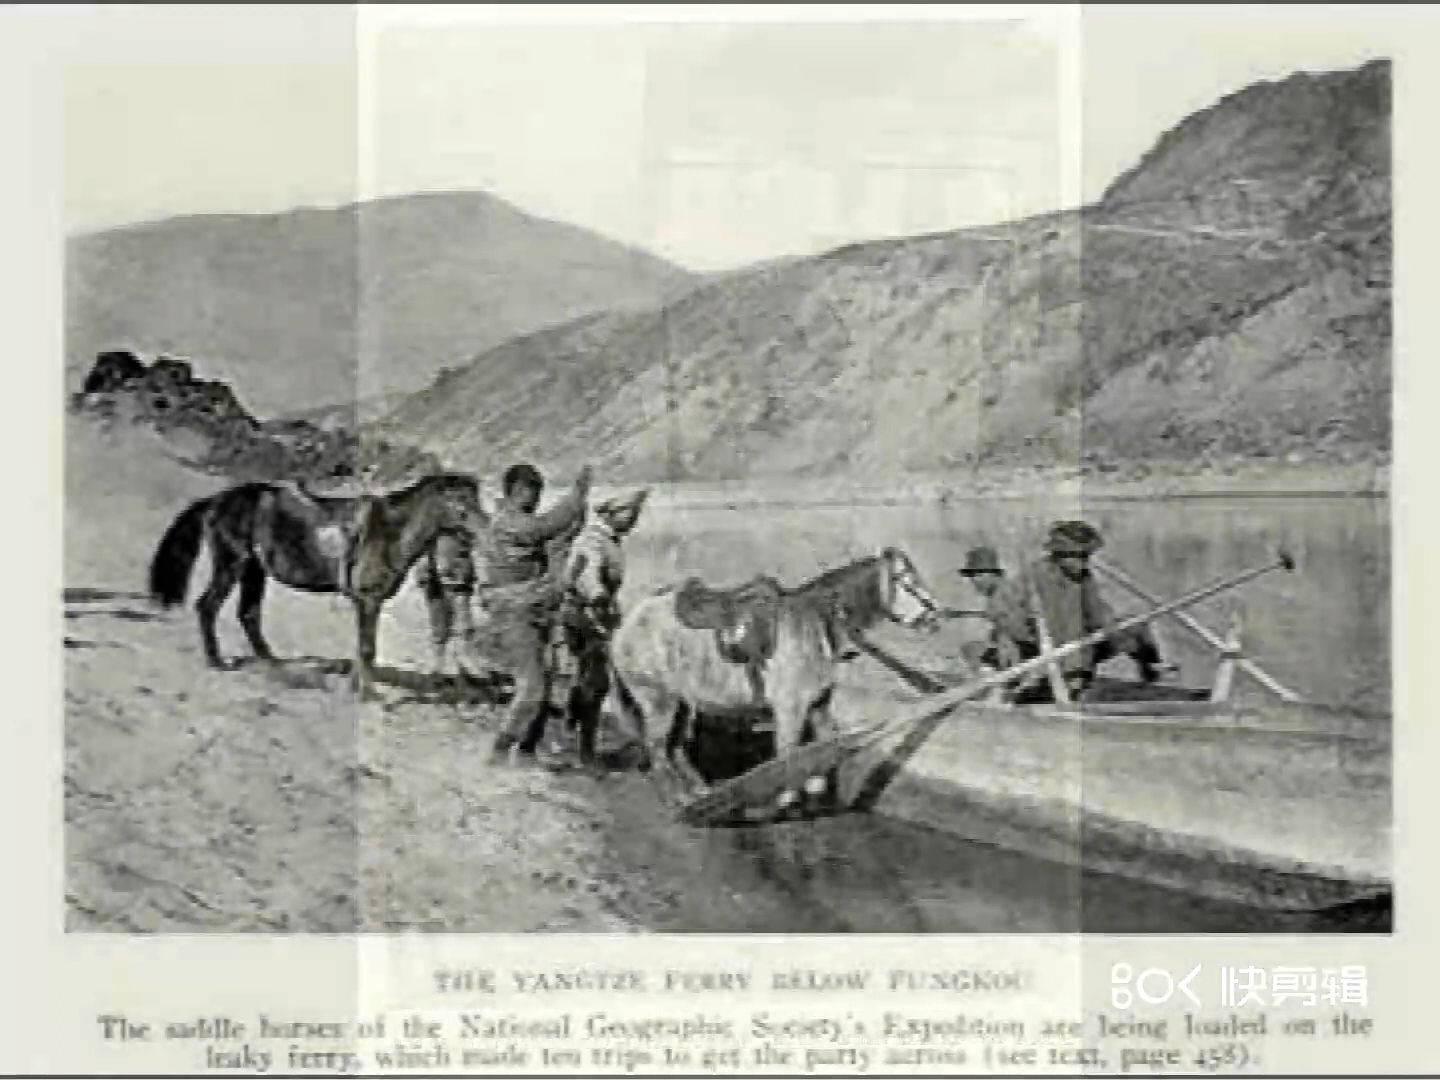 THE YANGTZE FERRY BELOW FUNGKOU
快剪辑
The saddle horses of the National Geographic Society's Expedition are being loaded on the
leaky ferry, which made ten trips to get the party across (see text, page 458).